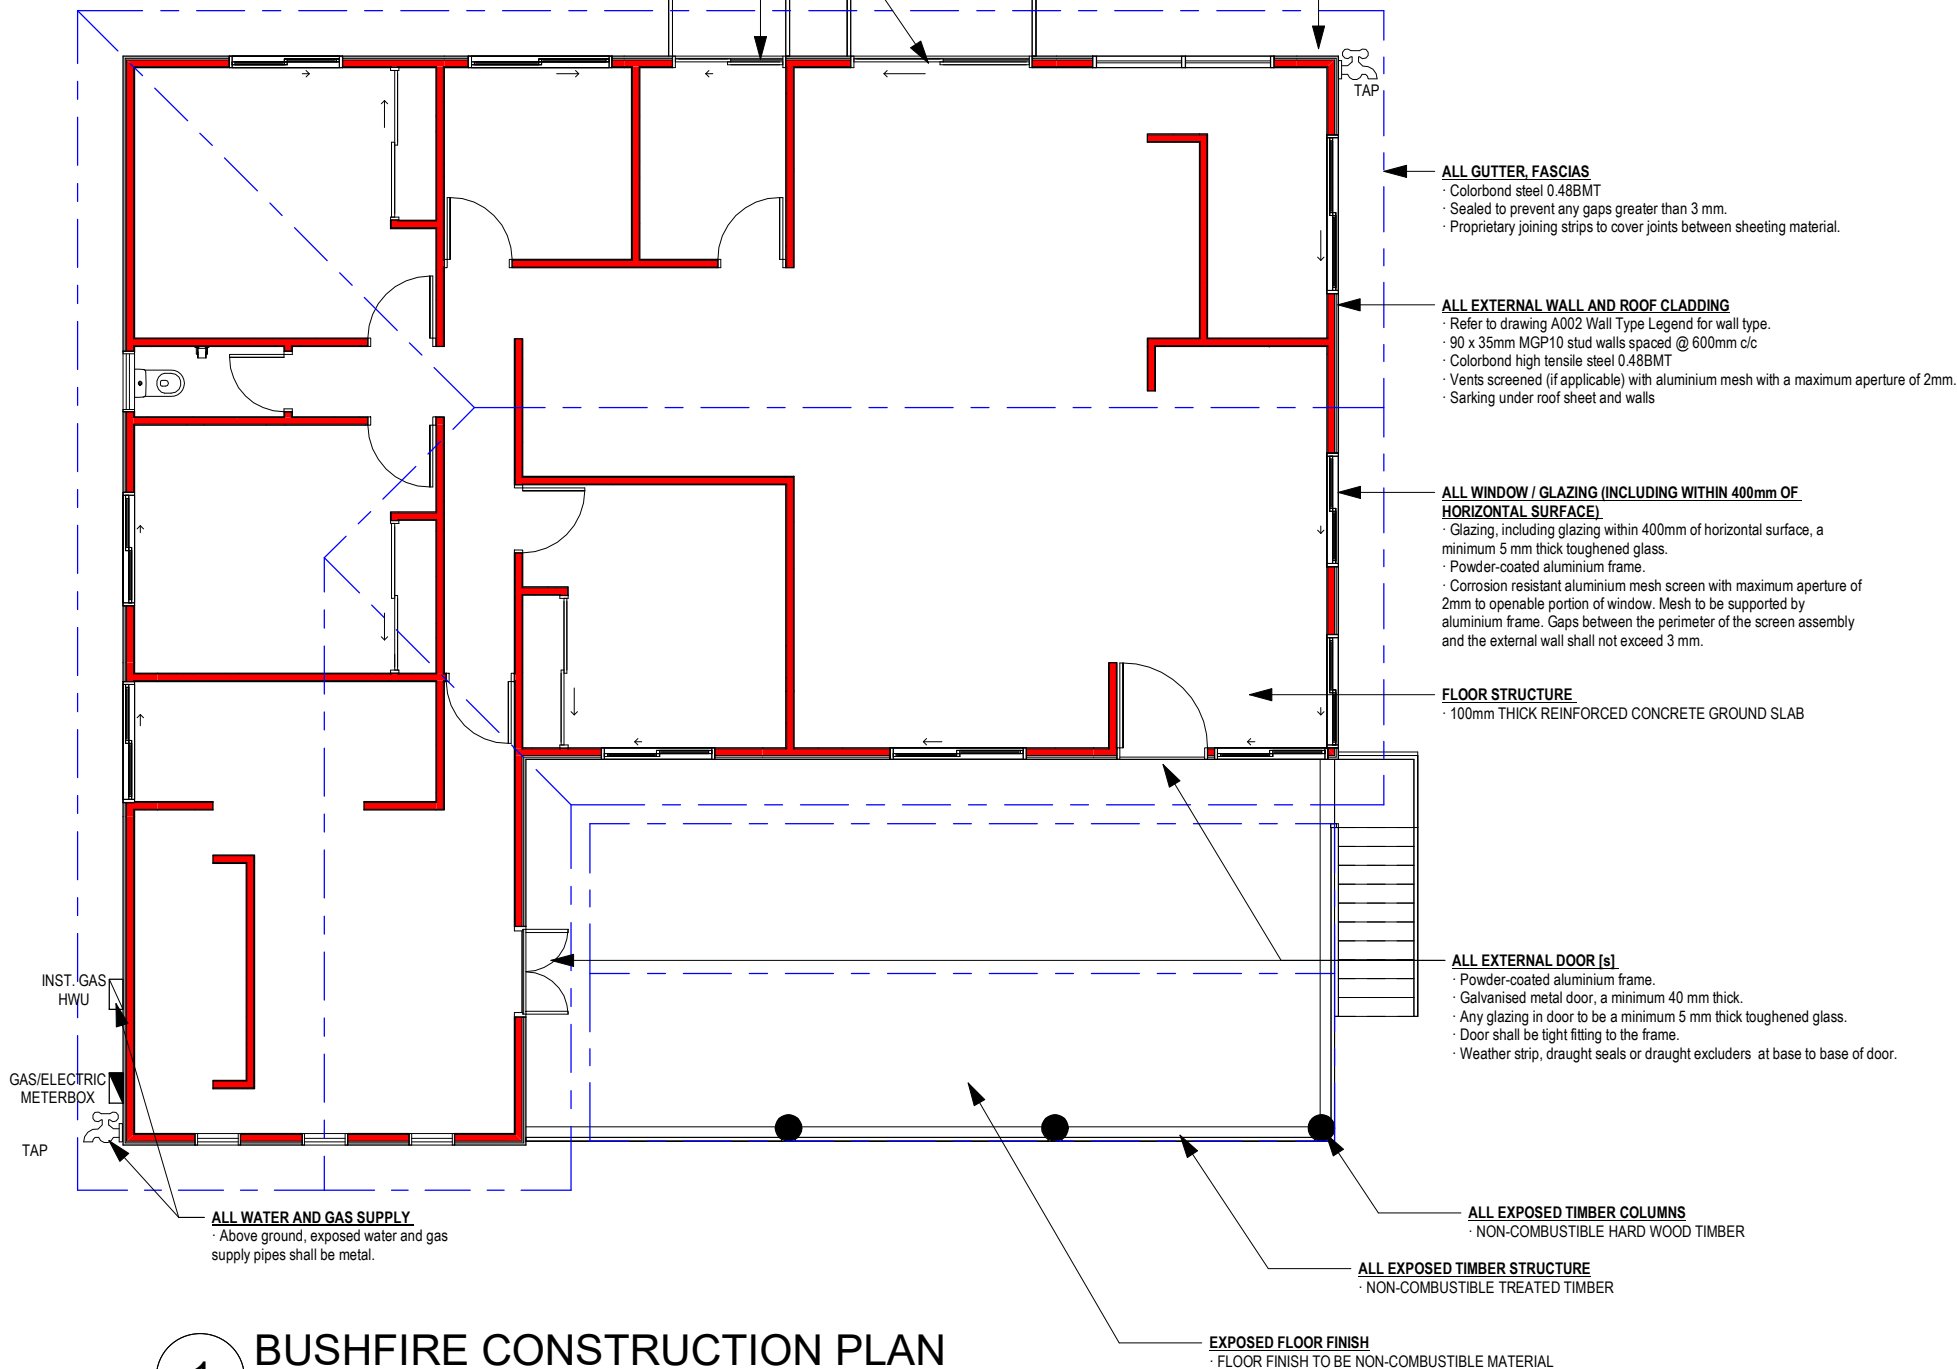 TAP
ALL GUTTER, FASCIAS
· Colorbond steel 0.48BMT
· Sealed to prevent any gaps greater than 3 mm.
· Proprietary joining strips to cover joints between sheeting material.
ALL EXTERNAL WALL AND ROOF CLADDING
· Refer to drawing A002 Wall Type Legend for wall type.
· 90 x 35mm MGP10 stud walls spaced @ 600mm c/c
· Colorbond high tensile steel 0.48BMT
· Vents screened (if applicable) with aluminium mesh with a maximum aperture of 2mm.
· Sarking under roof sheet and walls
ALL WINDOW / GLAZING (INCLUDING WITHIN 400mm OF
HORIZONTAL SURFACE)
· Glazing, including glazing within 400mm of horizontal surface, a
minimum 5 mm thick toughened glass.
· Powder-coated aluminium frame.
· Corrosion resistant aluminium mesh screen with maximum aperture of
2mm to openable portion of window. Mesh to be supported by
aluminium frame. Gaps between the perimeter of the screen assembly
and the external wall shall not exceed 3 mm.
FLOOR STRUCTURE
· 100mm THICK REINFORCED CONCRETE GROUND SLAB
ALL EXTERNAL DOOR [s]
· Powder-coated aluminium frame.
· Galvanised metal door, a minimum 40 mm thick.
· Any glazing in door to be a minimum 5 mm thick toughened glass.
· Door shall be tight fitting to the frame.
· Weather strip, draught seals or draught excluders at base to base of door.
INST. GAS
HWU
GAS/ELECTRIC
METERBOX
TAP
ALL WATER AND GAS SUPPLY
· Above ground, exposed water and gas
supply pipes shall be metal.
ALL EXPOSED TIMBER COLUMNS
· NON-COMBUSTIBLE HARD WOOD TIMBER
ALL EXPOSED TIMBER STRUCTURE
· NON-COMBUSTIBLE TREATED TIMBER
EXPOSED FLOOR FINISH
· FLOOR FINISH TO BE NON-COMBUSTIBLE MATERIAL
1
BUSHFIRE CONSTRUCTION PLAN